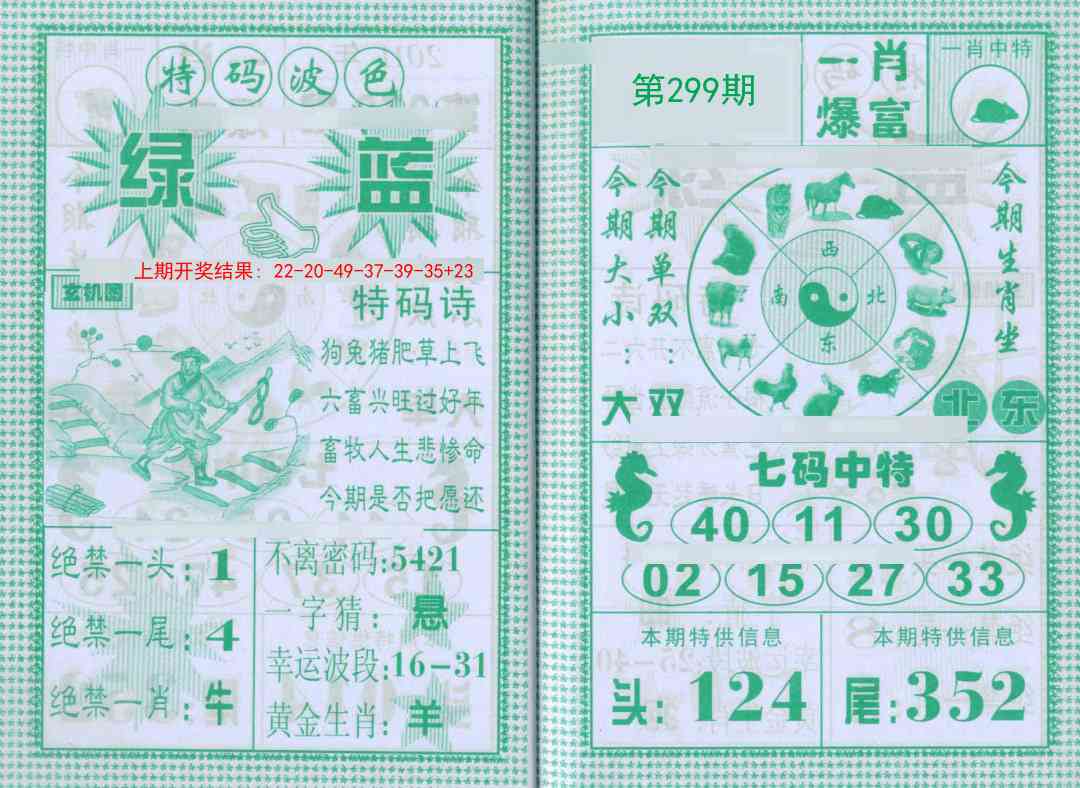 特码波色
绿 蓝
上期开奖结果：22-20-49-37-39-35+23
玄机图
特码诗
狗兔猪肥草上飞
六畜兴旺过好年
畜牧人生悲惨命
今期是否把愿还
绝禁一头：1
绝禁一尾：4
绝禁一肖：牛
不离密码：5421
一字猜：悬
幸运波段：16-31
黄金生肖：羊
第299期
一肖
爆富
一肖中特
今期大小：大
今期单双：双
西
南 北
东
今期生肖坐
北东
七码中特
40 11 30
02 15 27 33
本期特供信息
头：124
本期特供信息
尾：352